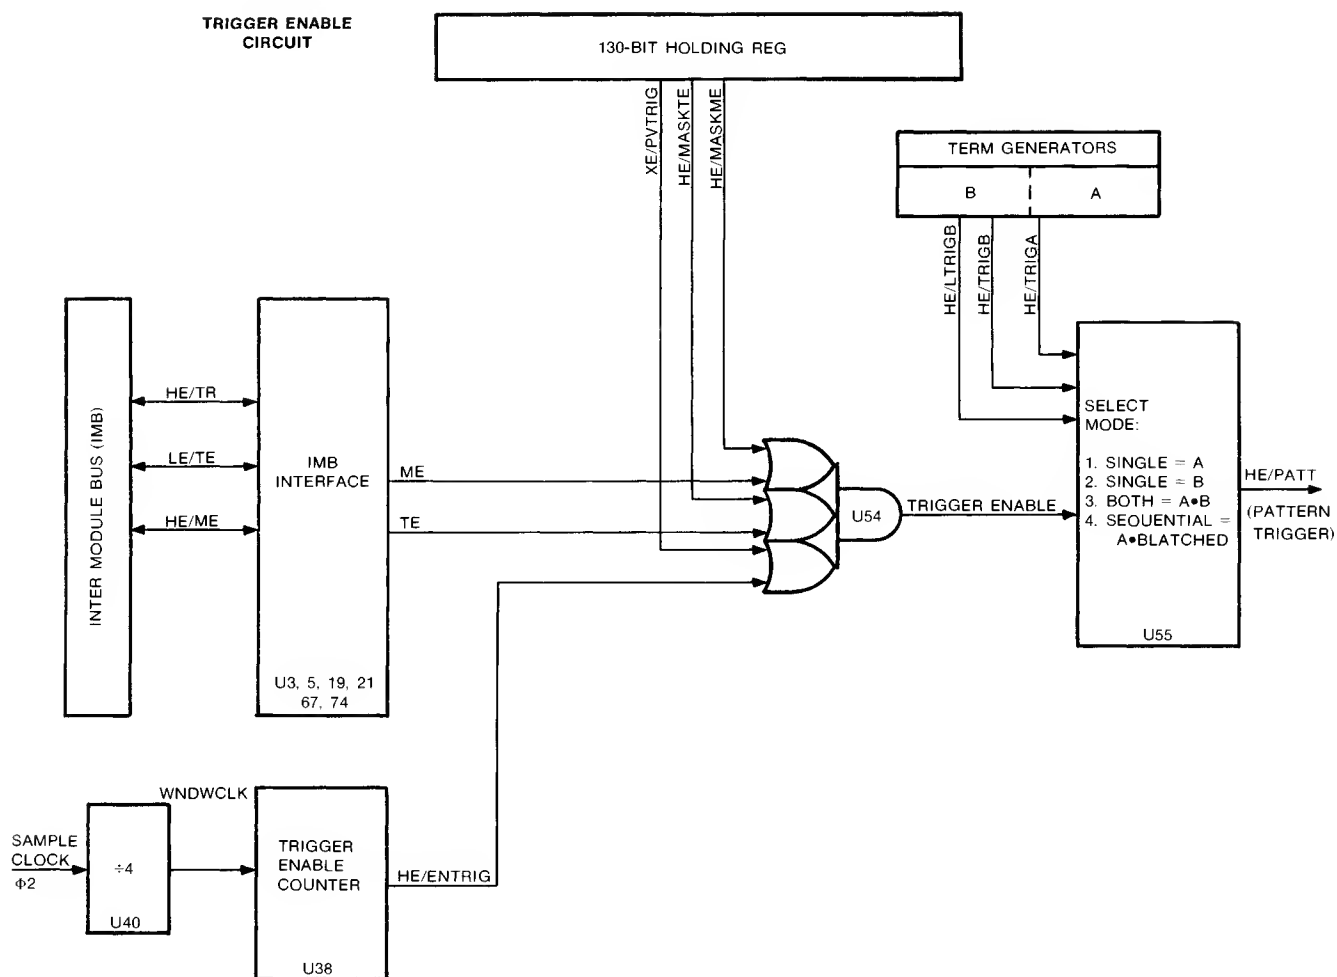 TRIGGER ENABLE
CIRCUIT
130-BIT HOLDING REG
XE/PVTRIG
HE/MASKTE
HE/MASKME
TERM GENERATORS
B
A
HE/LTRIGB
HE/TRIGB
HE/TRIGA
INTER MODULE BUS (IMB)
HE/TR
LE/TE
HE/ME
IMB
INTERFACE
U3, 5, 19, 21
67, 74
ME
TE
U54
TRIGGER ENABLE
SELECT
MODE:
1. SINGLE = A
2. SINGLE = B
3. BOTH = A•B
4. SEQUENTIAL =
A•BLATCHED
U55
HE/PATT
(PATTERN
TRIGGER)
SAMPLE
CLOCK
Φ2
÷4
U40
WNDWCLK
TRIGGER
ENABLE
COUNTER
U38
HE/ENTRIG